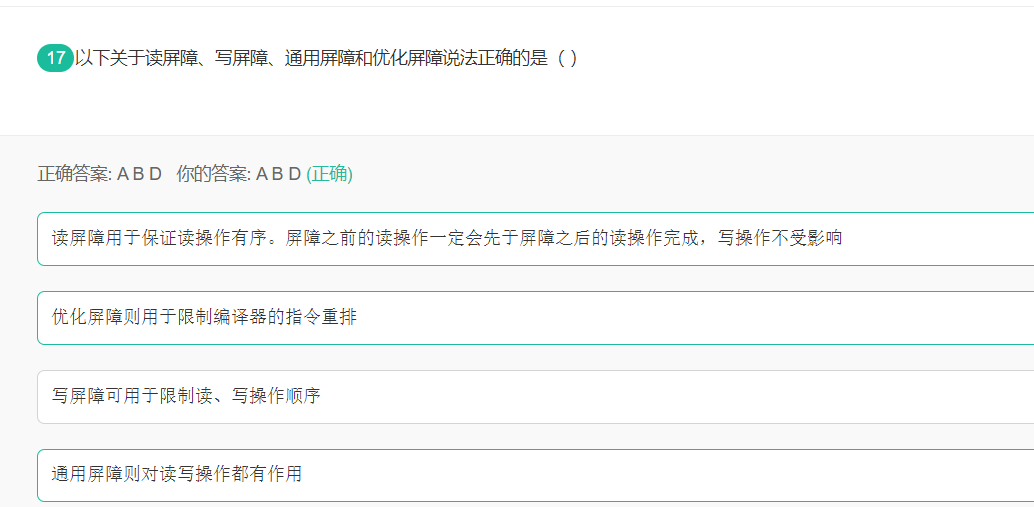 17以下关于读屏障、写屏障、通用屏障和优化屏障说法正确的是（ ）
正确答案: A B D 你的答案: A B D (正确)
读屏障用于保证读操作有序。屏障之前的读操作一定会先于屏障之后的读操作完成，写操作不受影响
优化屏障则用于限制编译器的指令重排
写屏障可用于限制读、写操作顺序
通用屏障则对读写操作都有作用